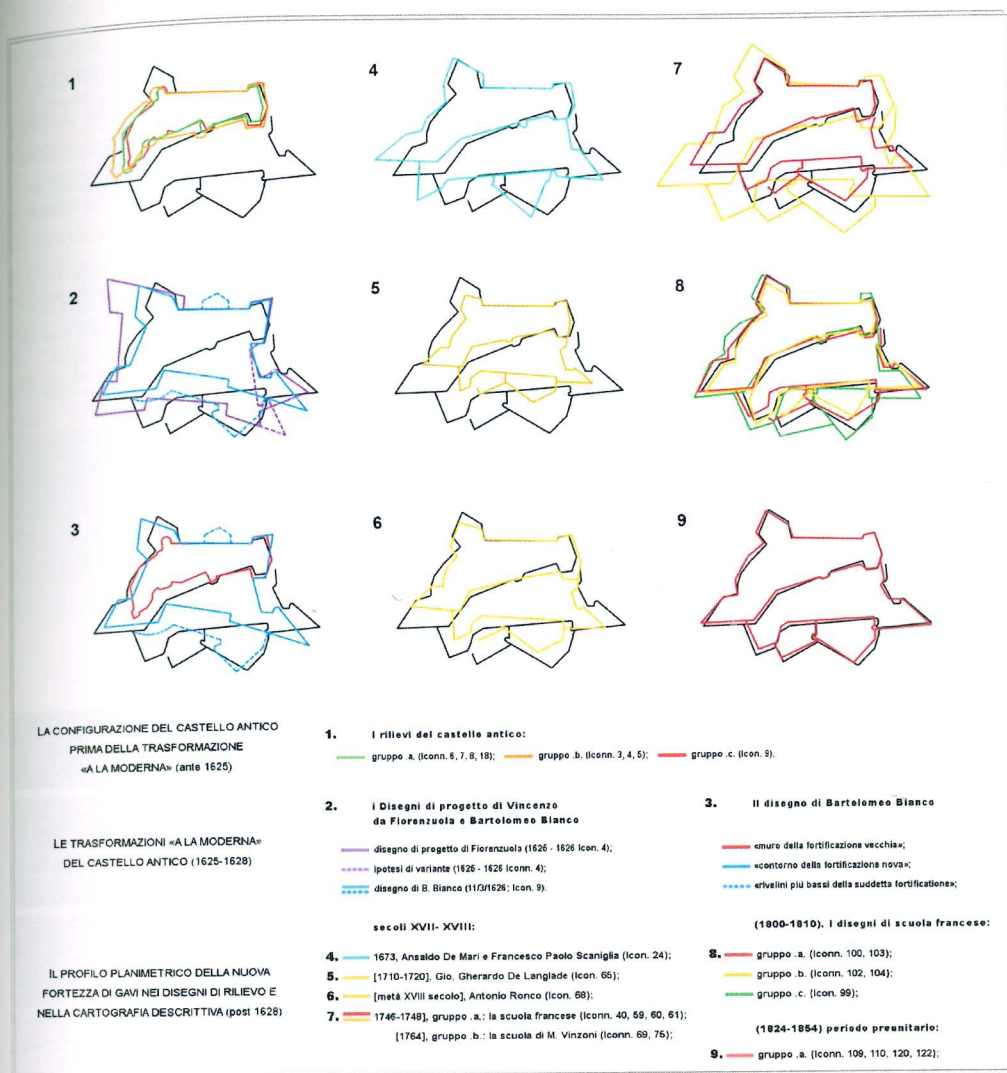 1
4
7
2
5
8
3
6
9
LA CONFIGURAZIONE DEL CASTELLO ANTICO
PRIMA DELLA TRASFORMAZIONE
«A LA MODERNA» (ante 1625)
1. I rilievi del castello antico:
gruppo .a. (Iconn. 6, 7, 8, 18); gruppo .b. (Iconn. 3, 4, 5); gruppo .c. (Icon. 9).
LE TRASFORMAZIONI «A LA MODERNA»
DEL CASTELLO ANTICO (1625-1628)
2. i Disegni di progetto di Vincenzo
da Fiorenzuola e Bartolomeo Bianco
disegno di progetto di Fiorenzuola (1625 - 1626 Icon. 4);
ipotesi di variante (1625 - 1626 Iconn. 4);
disegno di B. Bianco (11/3/1626; Icon. 9).
3. Il disegno di Bartolomeo Bianco
«muro della fortificazione vecchia»;
«contorno della fortificazione nova»;
«rivelini più bassi della suddetta fortificatione»;
IL PROFILO PLANIMETRICO DELLA NUOVA
FORTEZZA DI GAVI NEI DISEGNI DI RILIEVO E
NELLA CARTOGRAFIA DESCRITTIVA (post 1628)
secoli XVII- XVIII:
4. 1673, Ansaldo De Mari e Francesco Paolo Scaniglia (Icon. 24);
5. [1710-1720], Gio, Gherardo De Langlade (Icon. 65);
6. [metà XVIII secolo], Antonio Ronco (Icon. 68);
7. 1746-1748], gruppo .a.: la scuola francese (Iconn. 40, 59, 60, 61);
[1764], gruppo .b.: la scuola di M. Vinzoni (Iconn. 69, 75);
(1800-1810). I disegni di scuola francese:
8. gruppo .a. (Iconn. 100, 103);
gruppo .b. (Iconn. 102, 104);
gruppo .c. (Icon. 99);
(1824-1854) periodo preunitario:
9. gruppo .a. (Iconn. 109, 110, 120, 122);